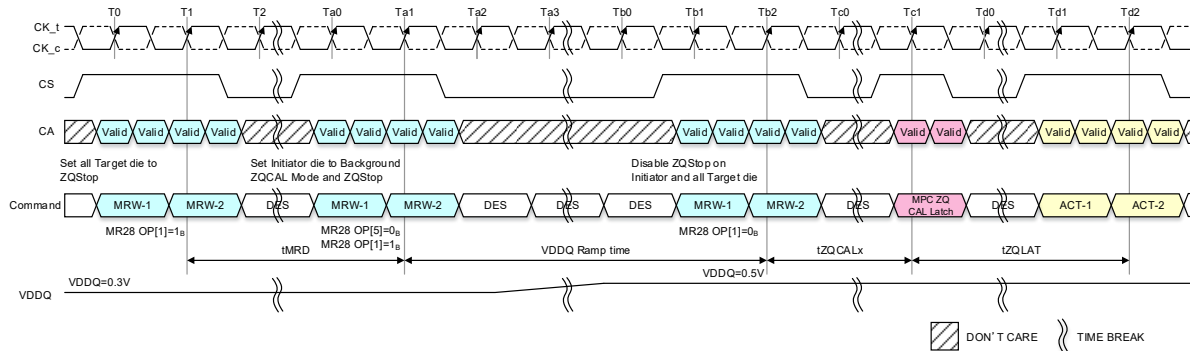 T0 T1 T2 Ta0 Ta1 Ta2 Ta3 Tb0 Tb1 Tb2 Tc0 Tc1 Td0 Td1 Td2
CK_t
CK_c
CS
CA Valid Valid Valid Valid Valid Valid Valid Valid Valid Valid Valid Valid Valid Valid Valid Valid Valid Valid
Set all Target die to
ZQStop
Set Initiator die to Background
ZQCAL Mode and ZQStop
Disable ZQStop on
Initiator and all Target die
Command MRW-1 MRW-2 DES MRW-1 MRW-2 DES DES DES MRW-1 MRW-2 DES MPC ZQ CAL Latch DES ACT-1 ACT-2
MR28 OP[1]=1B
MR28 OP[5]=0B
MR28 OP[1]=1B
MR28 OP[1]=0B
tMRD VDDQ Ramp time tZQCALx tZQLAT
VDDQ VDDQ=0.3V VDDQ=0.5V
DON'T CARE TIME BREAK